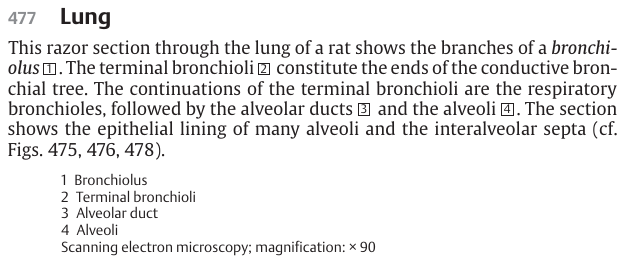 477 Lung
This razor section through the lung of a rat shows the branches of a bronchi-
olus 1. The terminal bronchioli 2 constitute the ends of the conductive bron-
chial tree. The continuations of the terminal bronchioli are the respiratory
bronchioles, followed by the alveolar ducts 3 and the alveoli 4. The section
shows the epithelial lining of many alveoli and the interalveolar septa (cf.
Figs. 475, 476, 478).
1 Bronchiolus
2 Terminal bronchioli
3 Alveolar duct
4 Alveoli
Scanning electron microscopy; magnification: × 90